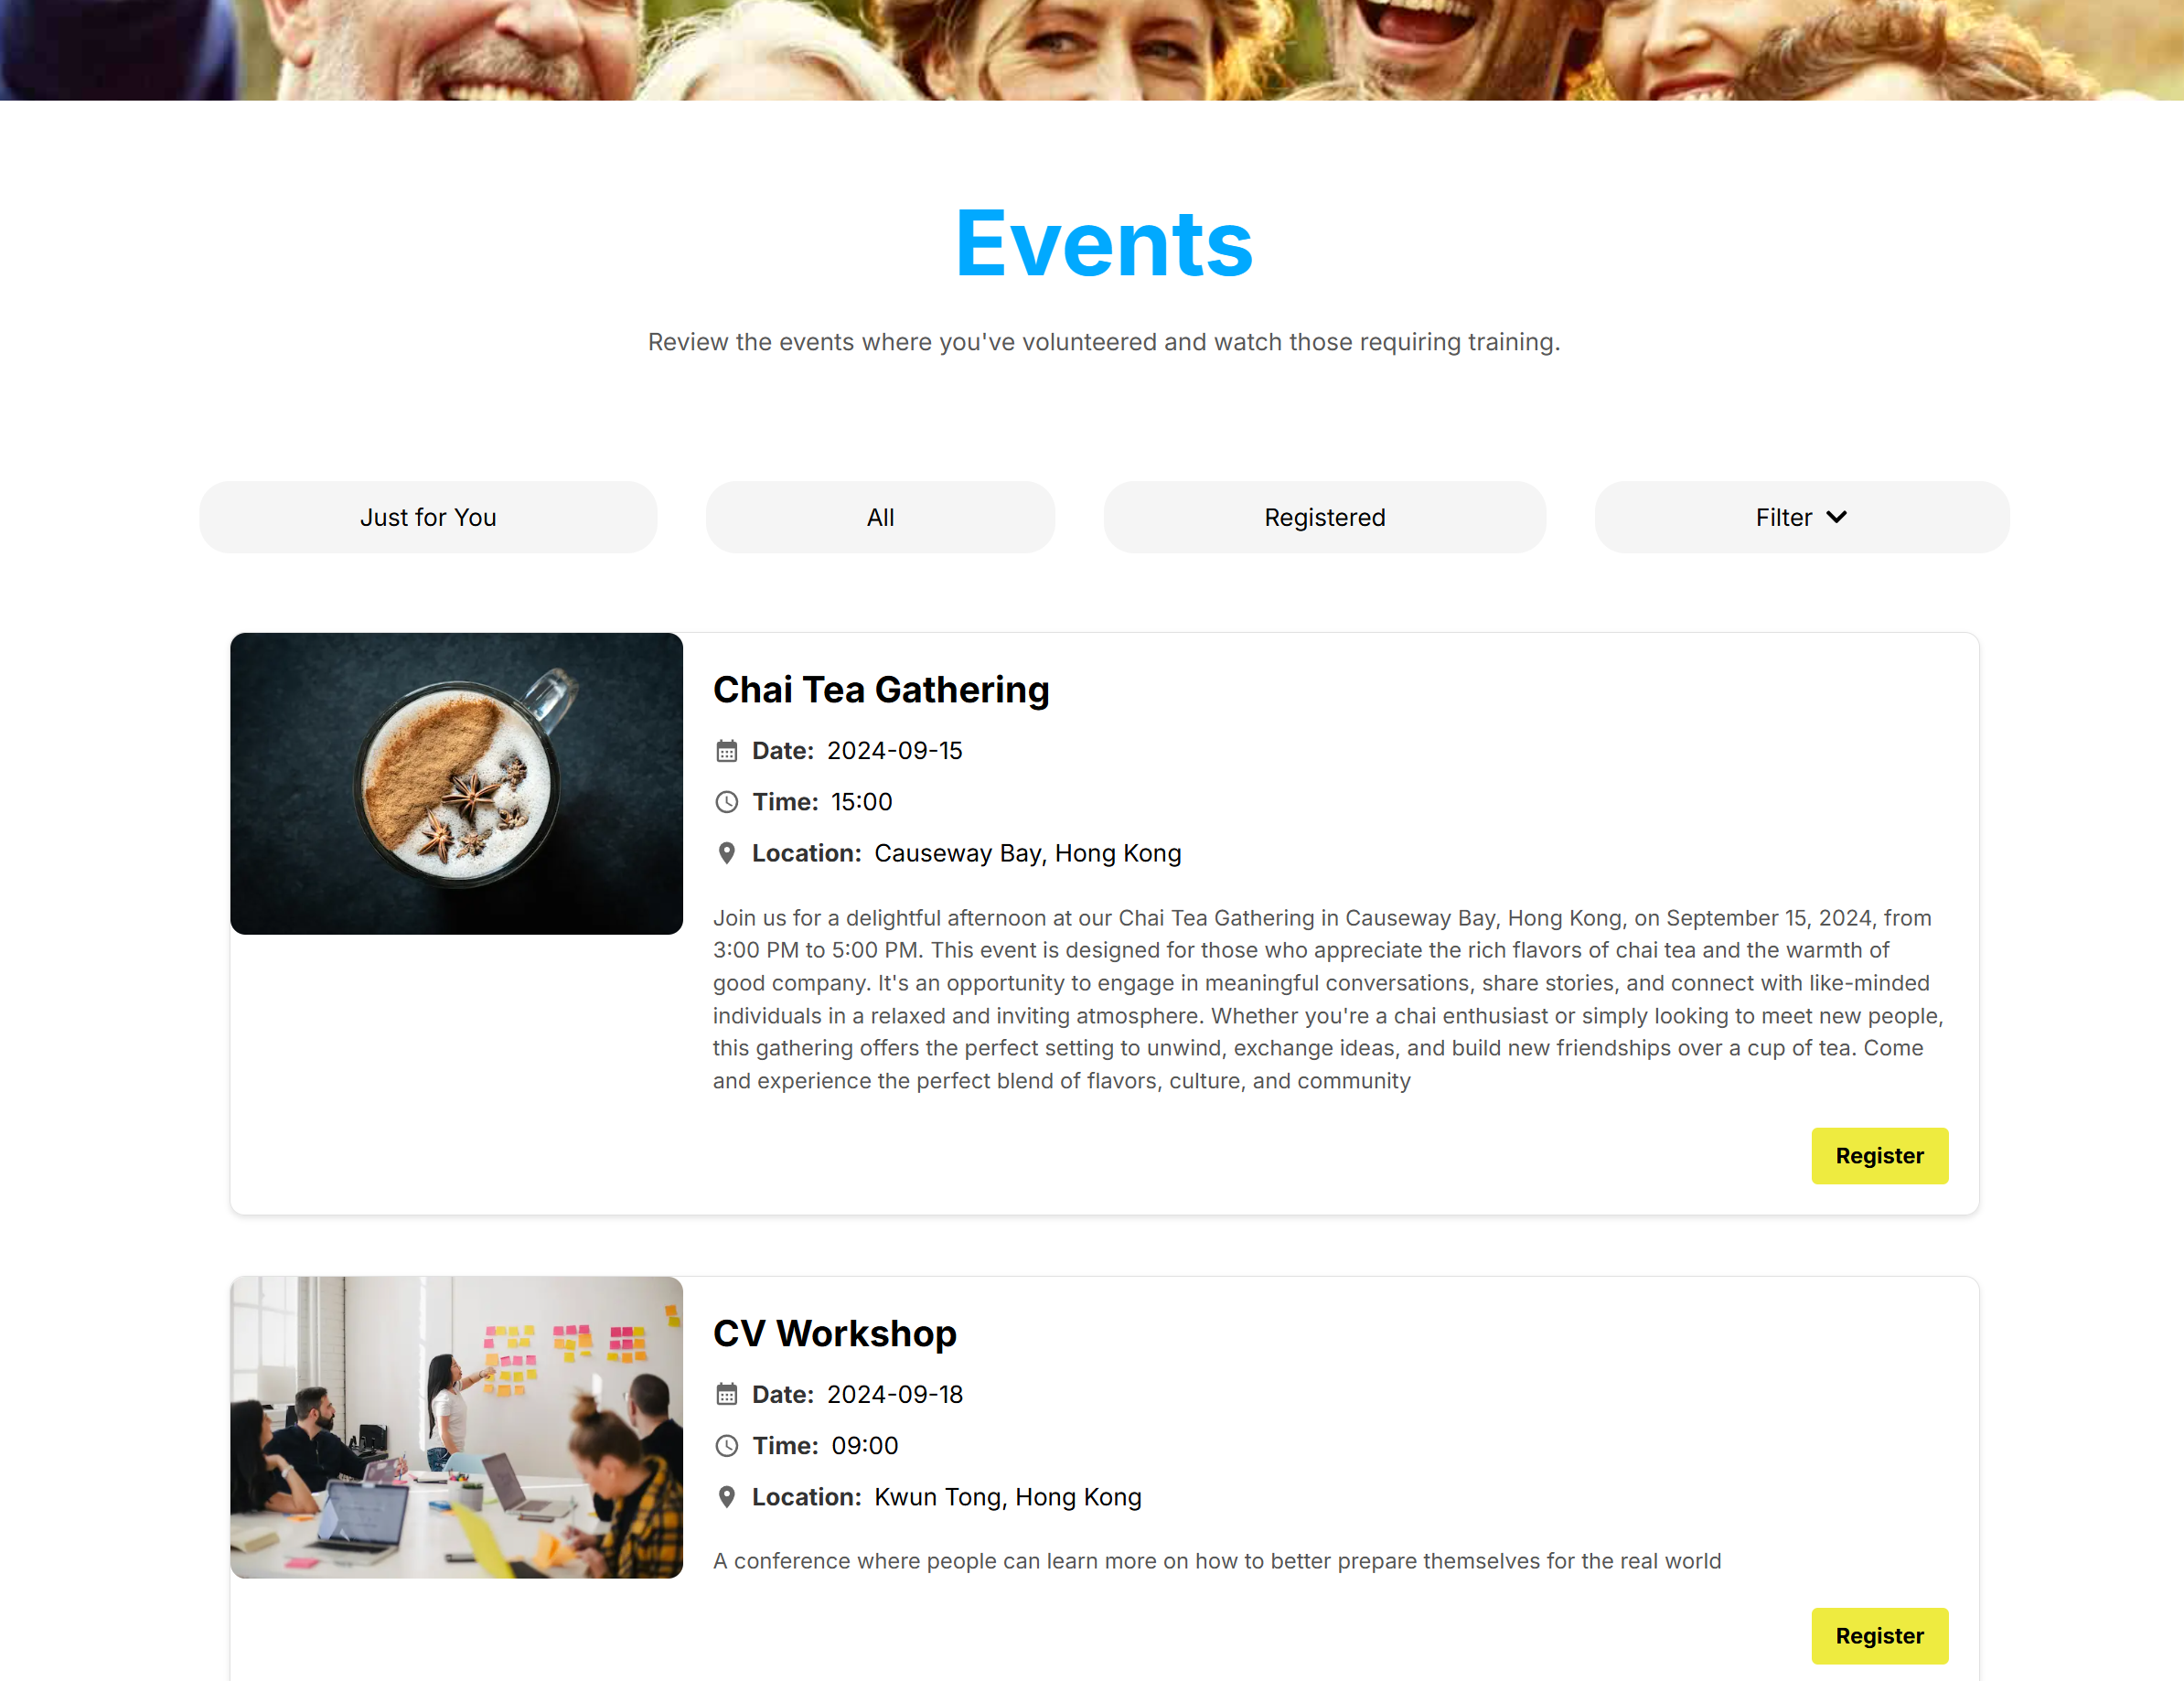 Events
Review the events where you've volunteered and watch those requiring training.
Just for You
All
Registered
Filter
Chai Tea Gathering
Date: 2024-09-15
Time: 15:00
Location: Causeway Bay, Hong Kong
Join us for a delightful afternoon at our Chai Tea Gathering in Causeway Bay, Hong Kong, on September 15, 2024, from
3:00 PM to 5:00 PM. This event is designed for those who appreciate the rich flavors of chai tea and the warmth of
good company. It's an opportunity to engage in meaningful conversations, share stories, and connect with like-minded
individuals in a relaxed and inviting atmosphere. Whether you're a chai enthusiast or simply looking to meet new people,
this gathering offers the perfect setting to unwind, exchange ideas, and build new friendships over a cup of tea. Come
and experience the perfect blend of flavors, culture, and community
Register
CV Workshop
Date: 2024-09-18
Time: 09:00
Location: Kwun Tong, Hong Kong
A conference where people can learn more on how to better prepare themselves for the real world
Register